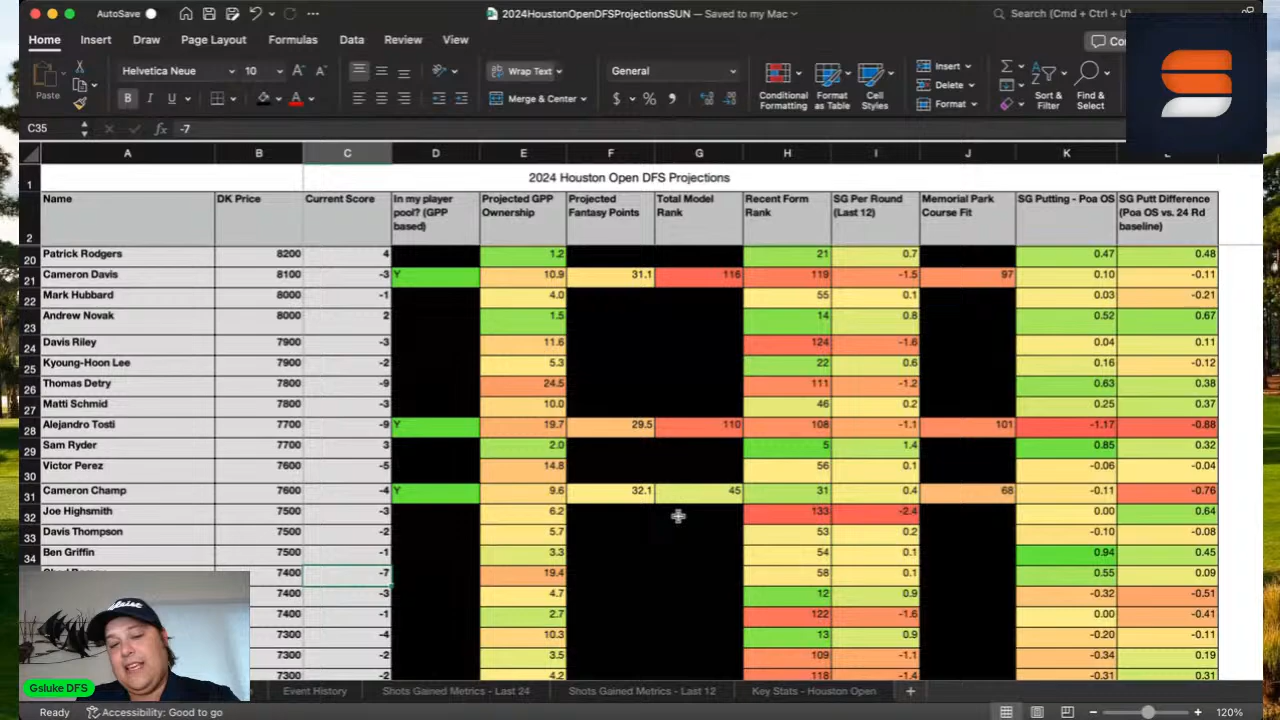 AutoSave
2024HoustonOpenDFSProjectionsSUN — Saved to my Mac
Search (Cmd + Ctrl + U)
Home Insert Draw Page Layout Formulas Data Review View
Paste
Helvetica Neue 10
Wrap Text
General
Insert
B I U
Merge & Center
$ %
Conditional Formatting
Format as Table
Cell Styles
Delete
Format
Sort & Filter
Find & Select
C35 fx -7
A B C D E F G H I J K
1 2024 Houston Open DFS Projections
2 Name DK Price Current Score In my player pool? (GPP based) Projected GPP Ownership Projected Fantasy Points Total Model Rank Recent Form Rank SG Per Round (Last 12) Memorial Park Course Fit SG Putting - Poa OS SG Putt Difference (Poa OS vs. 24 Rd baseline)
20 Patrick Rodgers 8200 4 1.2 21 0.7 0.47 0.48
21 Cameron Davis 8100 -3 Y 10.9 31.1 116 119 -1.5 97 0.10 -0.11
22 Mark Hubbard 8000 -1 4.0 55 0.1 0.03 -0.21
23 Andrew Novak 8000 2 1.5 14 0.8 0.52 0.67
24 Davis Riley 7900 -3 11.6 124 -1.6 0.04 0.11
25 Kyoung-Hoon Lee 7900 -2 5.3 22 0.6 0.16 -0.12
26 Thomas Detry 7800 -9 24.5 111 -1.2 0.63 0.38
27 Matti Schmid 7800 -3 10.0 46 0.2 0.25 0.37
28 Alejandro Tosti 7700 -9 Y 19.7 29.5 110 108 -1.1 101 -1.17 -0.88
29 Sam Ryder 7700 3 2.0 5 1.4 0.85 0.32
30 Victor Perez 7600 -5 14.8 56 0.1 -0.06 -0.04
31 Cameron Champ 7600 -4 Y 9.6 32.1 45 31 0.4 68 -0.11 -0.76
32 Joe Highsmith 7500 -3 6.2 133 -2.4 0.00 0.64
33 Davis Thompson 7500 -2 5.7 53 0.2 -0.10 -0.08
34 Ben Griffin 7500 -1 3.3 54 0.1 0.94 0.45
7400 -7 19.4 58 0.1 0.55 0.09
7400 -3 4.7 12 0.9 -0.32 -0.51
7400 -1 2.7 122 -1.6 0.00 -0.41
7300 -4 10.3 13 0.9 -0.20 -0.11
7300 -2 3.5 109 -1.1 -0.34 0.19
7300 -2 4.2 118 -1.4 -0.31 0.31
Gsluke DFS
Event History Shots Gained Metrics - Last 24 Shots Gained Metrics - Last 12 Key Stats - Houston Open
Ready Accessibility: Good to go 120%